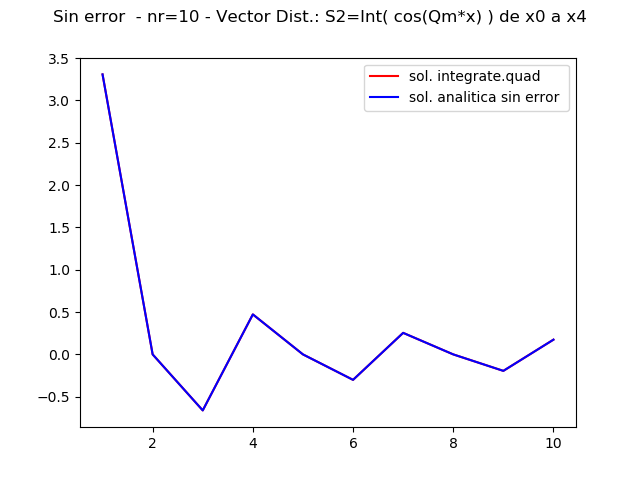 Sin error  - nr=10 - Vector Dist.: S2=Int( cos(Qm*x) ) de x0 a x4
3.5
sol. integrate.quad
sol. analitica sin error
3.0
2.5
2.0
1.5
1.0
0.5
0.0
−0.5
2 4 6 8 10